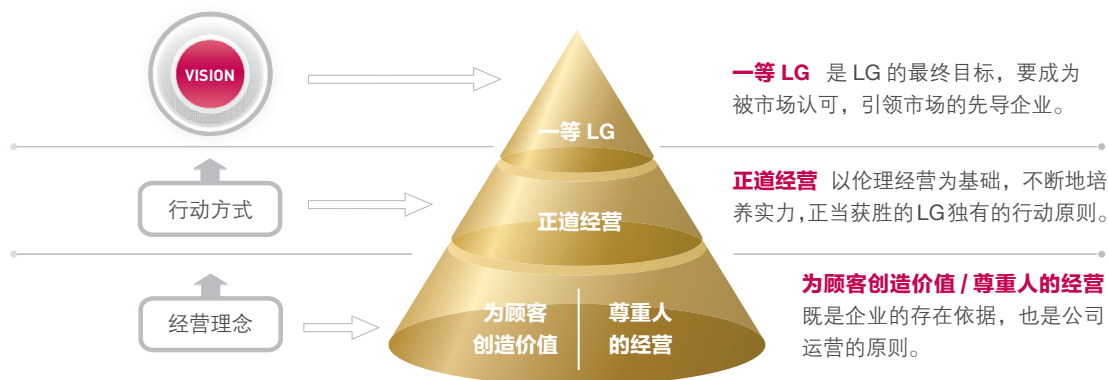 VISION
一等 LG
一等 LG 是 LG 的最终目标，要成为
被市场认可，引领市场的先导企业。
行动方式
正道经营
正道经营 以伦理经营为基础，不断地培
养实力，正当获胜的LG独有的行动原则。
经营理念
为顾客
创造价值
尊重人
的经营
为顾客创造价值 / 尊重人的经营
既是企业的存在依据，也是公司
运营的原则。